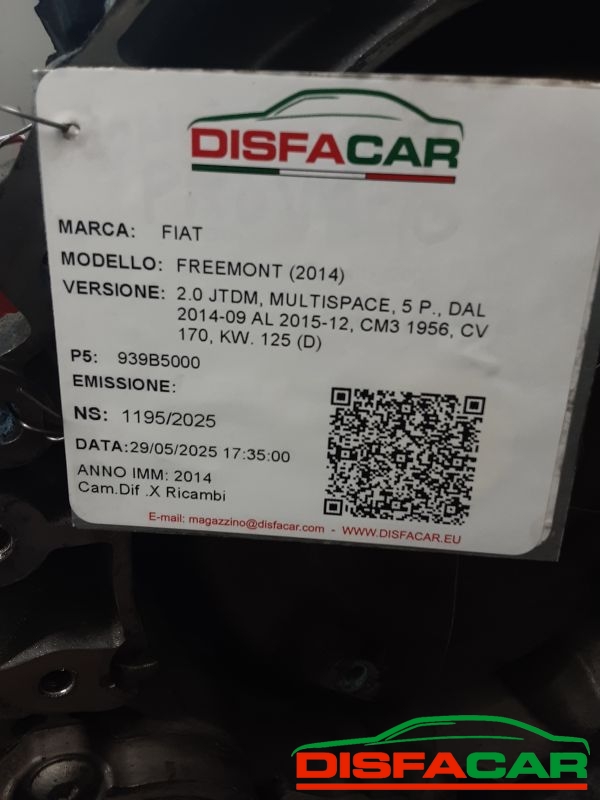 DISFACAR
MARCA: FIAT
MODELLO: FREEMONT (2014)
VERSIONE: 2.0 JTDM, MULTISPACE, 5 P., DAL
2014-09 AL 2015-12, CM3 1956, CV
170, KW. 125 (D)
P5: 939B5000
EMISSIONE:
NS: 1195/2025
DATA:29/05/2025 17:35:00
ANNO IMM: 2014
Cam.Dif .X Ricambi
E-mail: magazzino@disfacar.com - WWW.DISFACAR.EU
DISFACAR